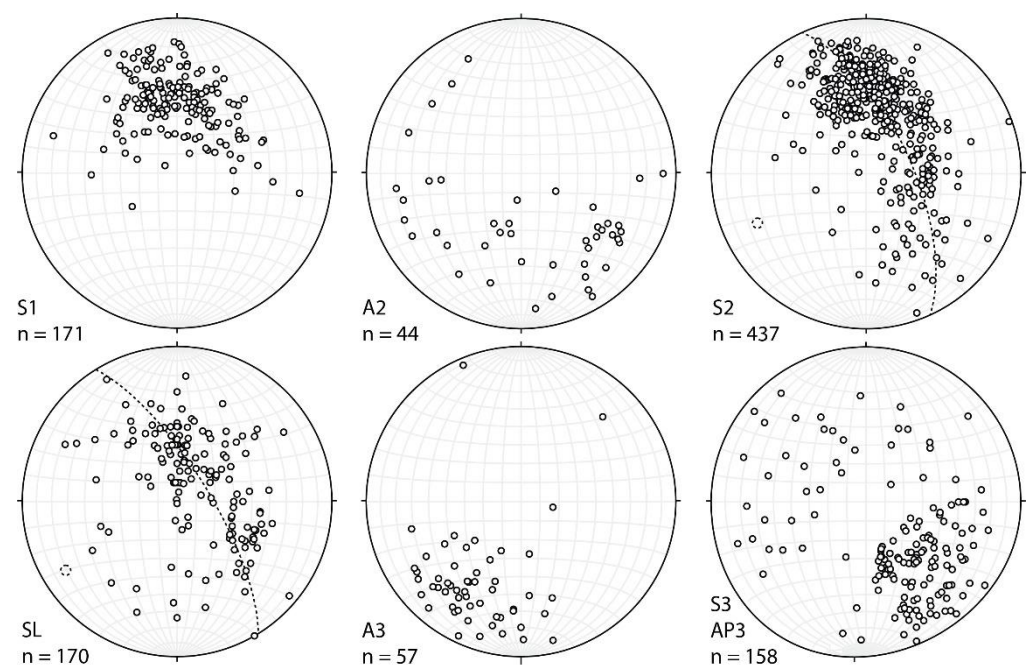 S1
n = 171
A2
n = 44
S2
n = 437
SL
n = 170
A3
n = 57
S3
AP3
n = 158